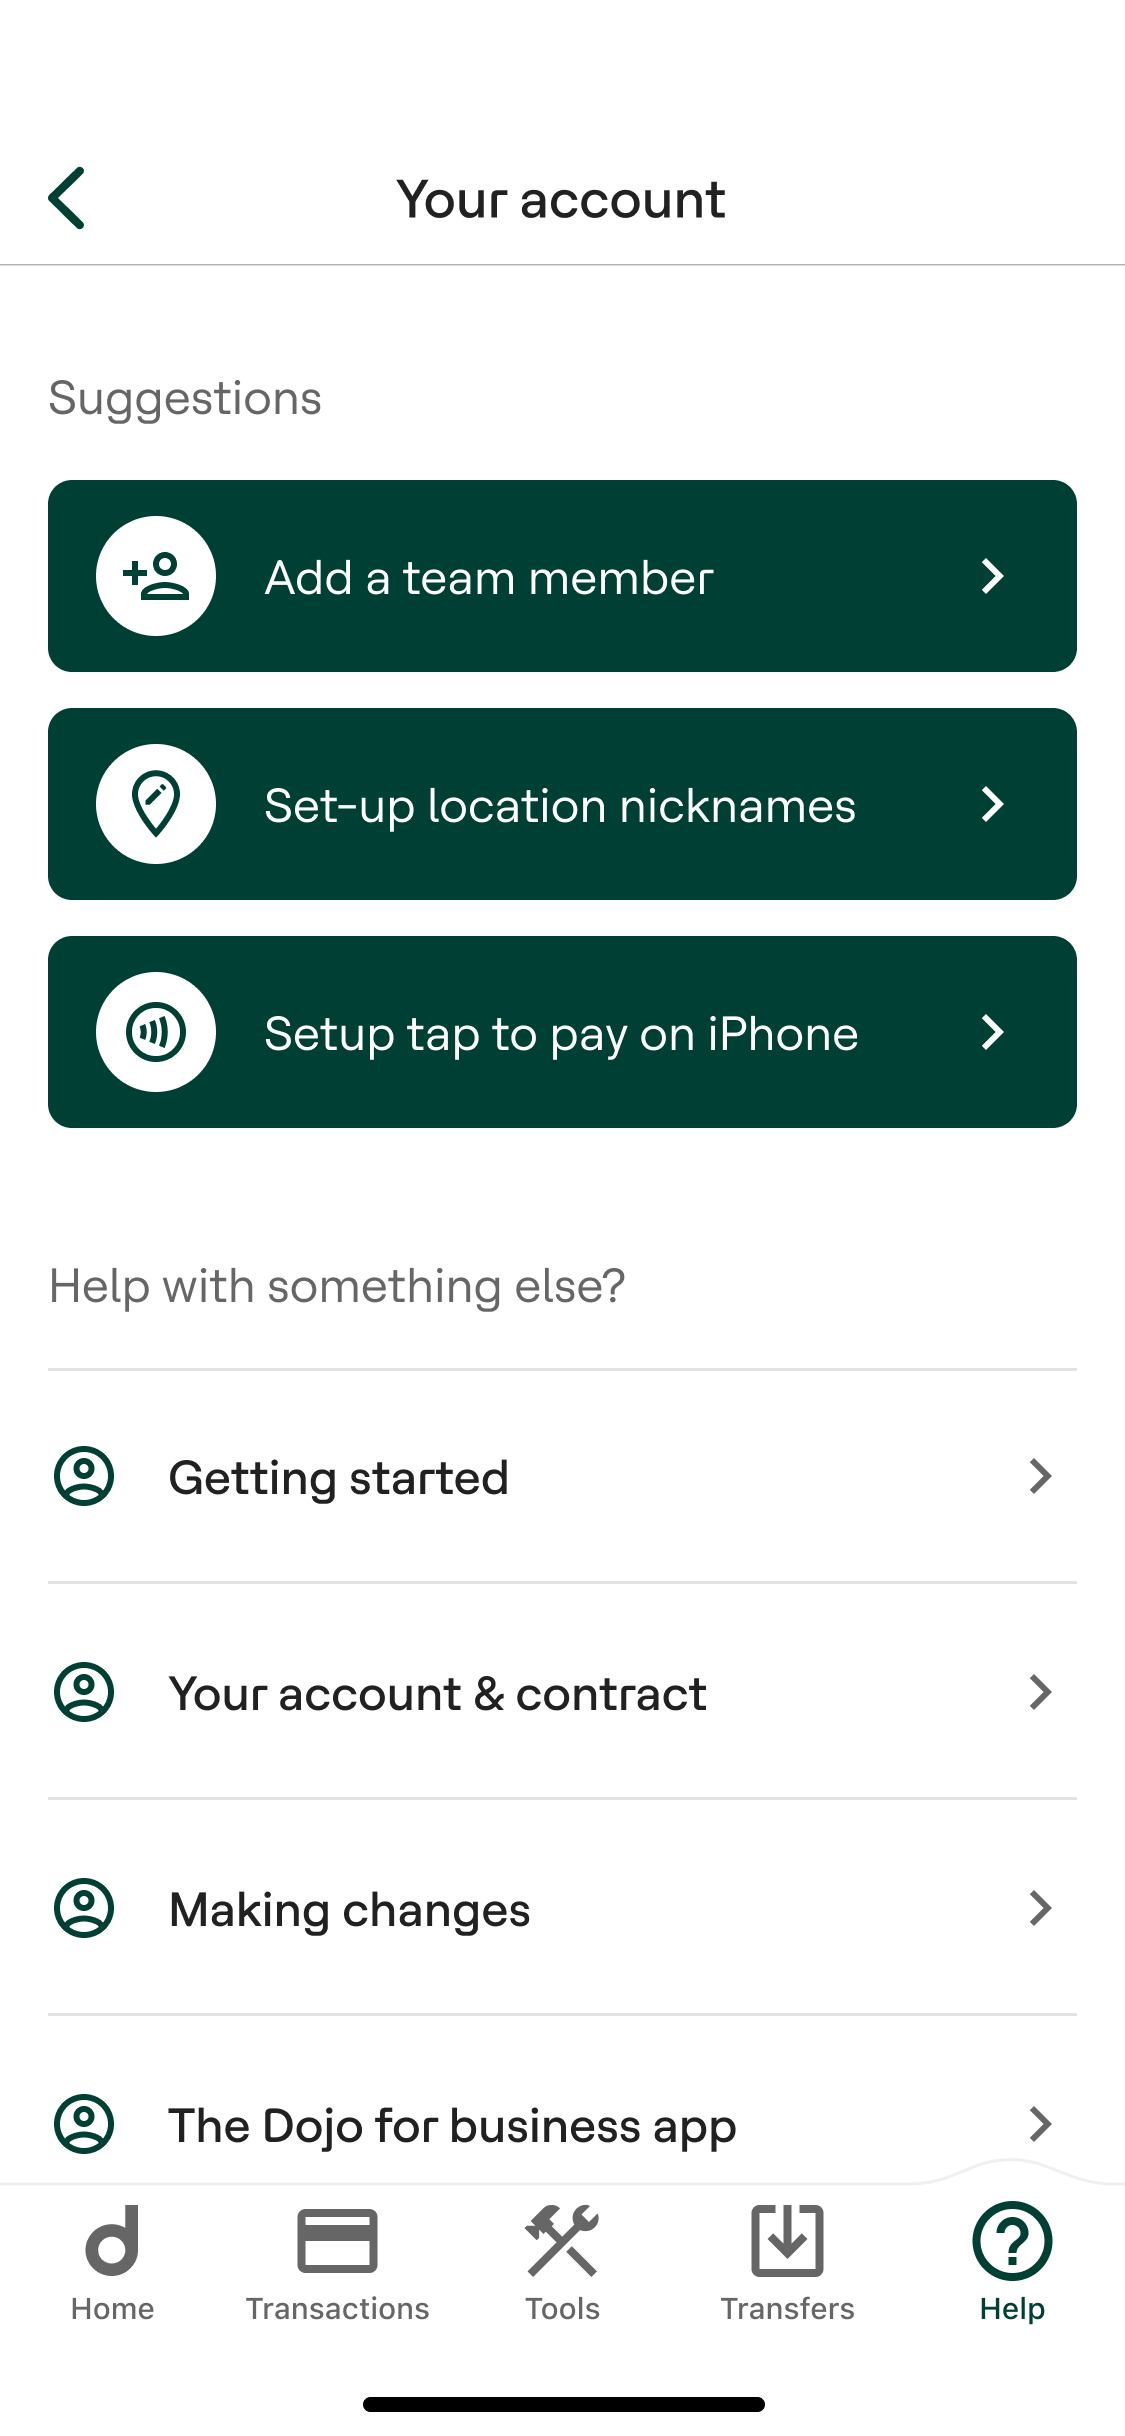 Your account
Suggestions
Add a team member
Set-up location nicknames
Setup tap to pay on iPhone
Help with something else?
Getting started
Your account & contract
Making changes
The Dojo for business app
Home
Transactions
Tools
Transfers
Help